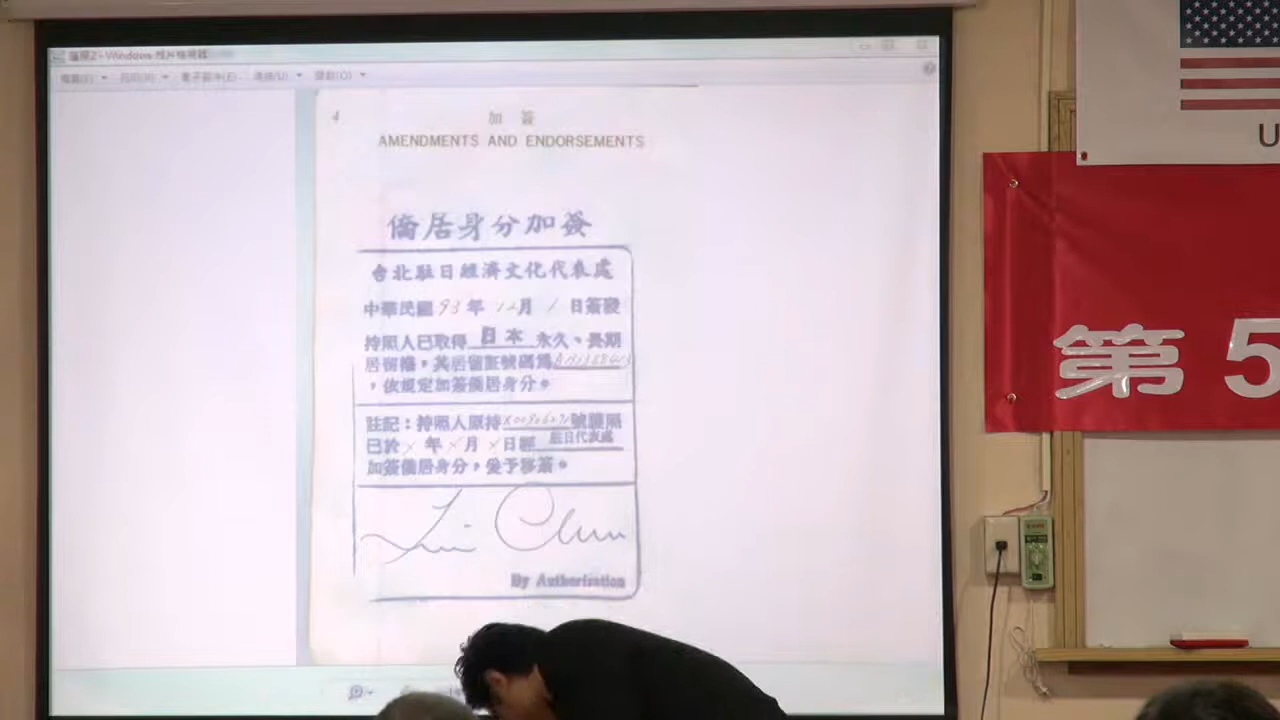 Windows
4
加 簽
AMENDMENTS AND ENDORSEMENTS
僑居身分加簽
台北駐日經濟文化代表處
中華民國 93 年 12 月 1 日簽發
持照人已取得 日本 永久、長期
居留權,其居留證號碼為
,依規定加簽僑居身分。
註記:持照人原持 號護照
已於 × 年 × 月 × 日經 駐日代表處
加簽僑居身分,爰予移簽。
By Authorization
U
第 5